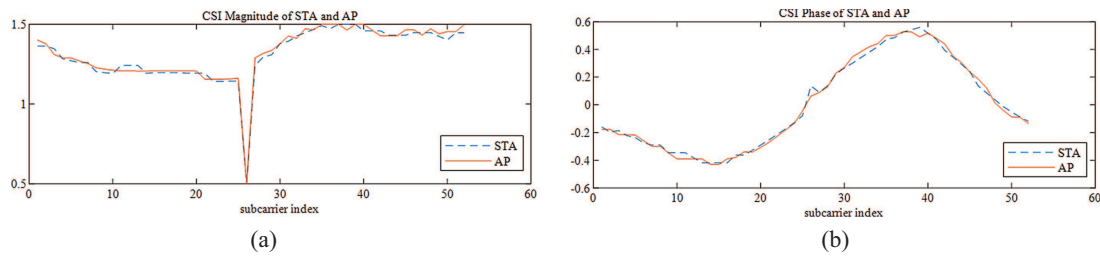 CSI Magnitude of STA and AP
1.5
1
0.5
0
10
20
30
40
50
60
subcarrier index
STA
AP
(a)
CSI Phase of STA and AP
0.6
0.4
0.2
0
-0.2
-0.4
-0.6
0
10
20
30
40
50
60
subcarrier index
STA
AP
(b)